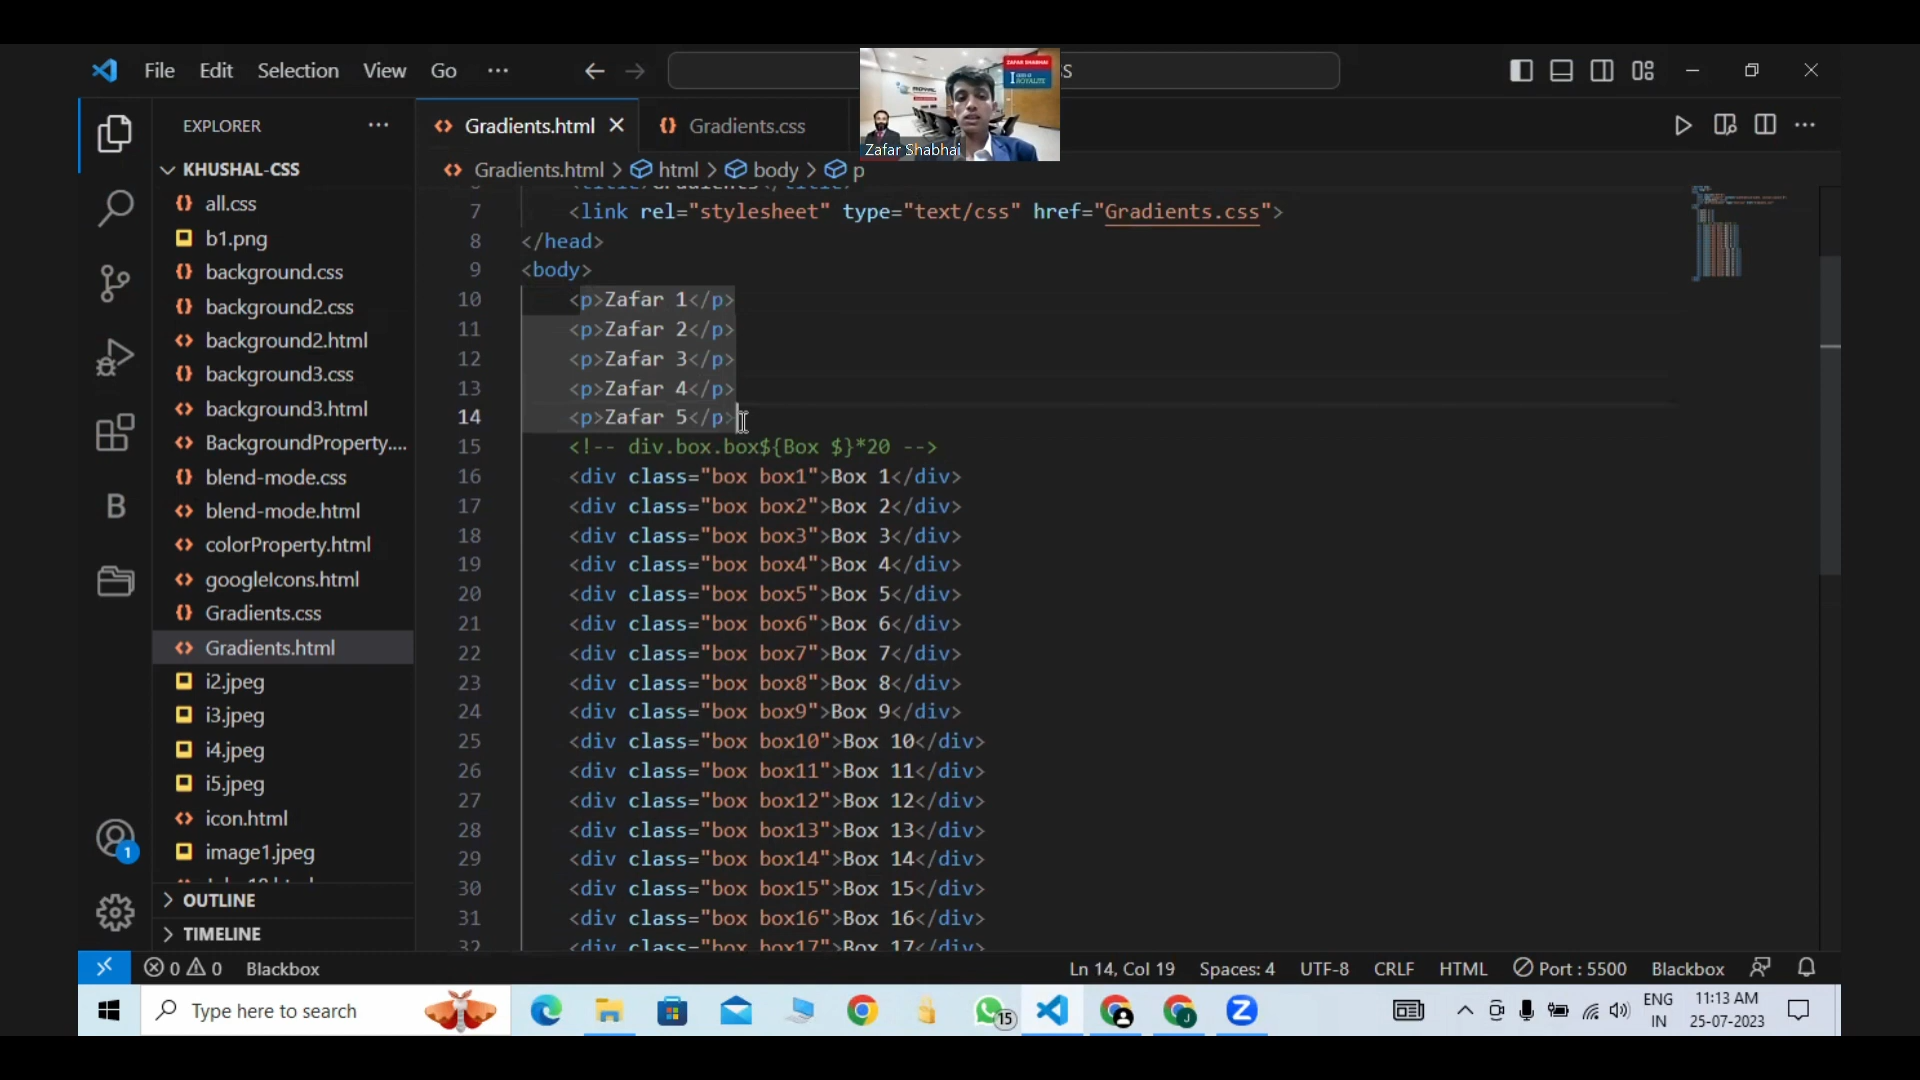 File Edit Selection View Go ···
S
ZAFAR SHABHAI
ROYALITE
ROYAL
Zafar Shabhai
EXPLORER ···
Gradients.html
Gradients.css
KHUSHAL-CSS
all.css
b1.png
background.css
background2.css
background2.html
background3.css
background3.html
BackgroundProperty....
blend-mode.css
blend-mode.html
colorProperty.html
googleIcons.html
Gradients.css
Gradients.html
i2.jpeg
i3.jpeg
i4.jpeg
i5.jpeg
icon.html
image1.jpeg
OUTLINE
TIMELINE
Gradients.html > html > body > p
7 <link rel="stylesheet" type="text/css" href="Gradients.css">
8 </head>
9 <body>
10 <p>Zafar 1</p>
11 <p>Zafar 2</p>
12 <p>Zafar 3</p>
13 <p>Zafar 4</p>
14 <p>Zafar 5</p>
15 <!-- div.box.box${Box $}*20 -->
16 <div class="box box1">Box 1</div>
17 <div class="box box2">Box 2</div>
18 <div class="box box3">Box 3</div>
19 <div class="box box4">Box 4</div>
20 <div class="box box5">Box 5</div>
21 <div class="box box6">Box 6</div>
22 <div class="box box7">Box 7</div>
23 <div class="box box8">Box 8</div>
24 <div class="box box9">Box 9</div>
25 <div class="box box10">Box 10</div>
26 <div class="box box11">Box 11</div>
27 <div class="box box12">Box 12</div>
28 <div class="box box13">Box 13</div>
29 <div class="box box14">Box 14</div>
30 <div class="box box15">Box 15</div>
31 <div class="box box16">Box 16</div>
32 <div class="box box17">Box 17</div>
B
1
0 0 Blackbox
Ln 14, Col 19 Spaces: 4 UTF-8 CRLF HTML Port : 5500 Blackbox
Type here to search
15
J
ENG
IN
11:13 AM
25-07-2023